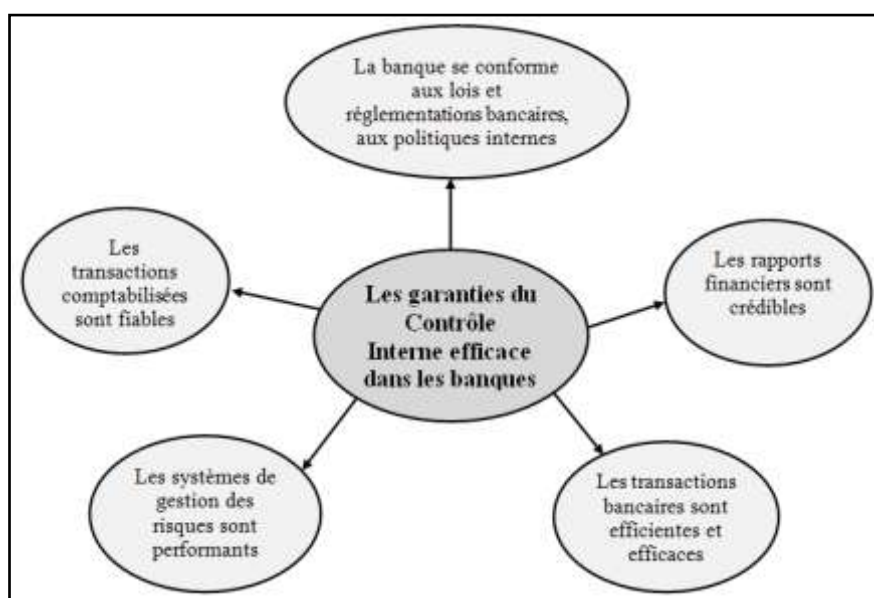 La banque se conforme
aux lois et
réglementations bancaires,
aux politiques internes
Les
transactions
comptabilisées
sont fiables
Les garanties du
Contrôle
Interne efficace
dans les banques
Les rapports
financiers sont
crédibles
Les systèmes de
gestion des
risques sont
performants
Les transactions
bancaires sont
efficientes et
efficaces